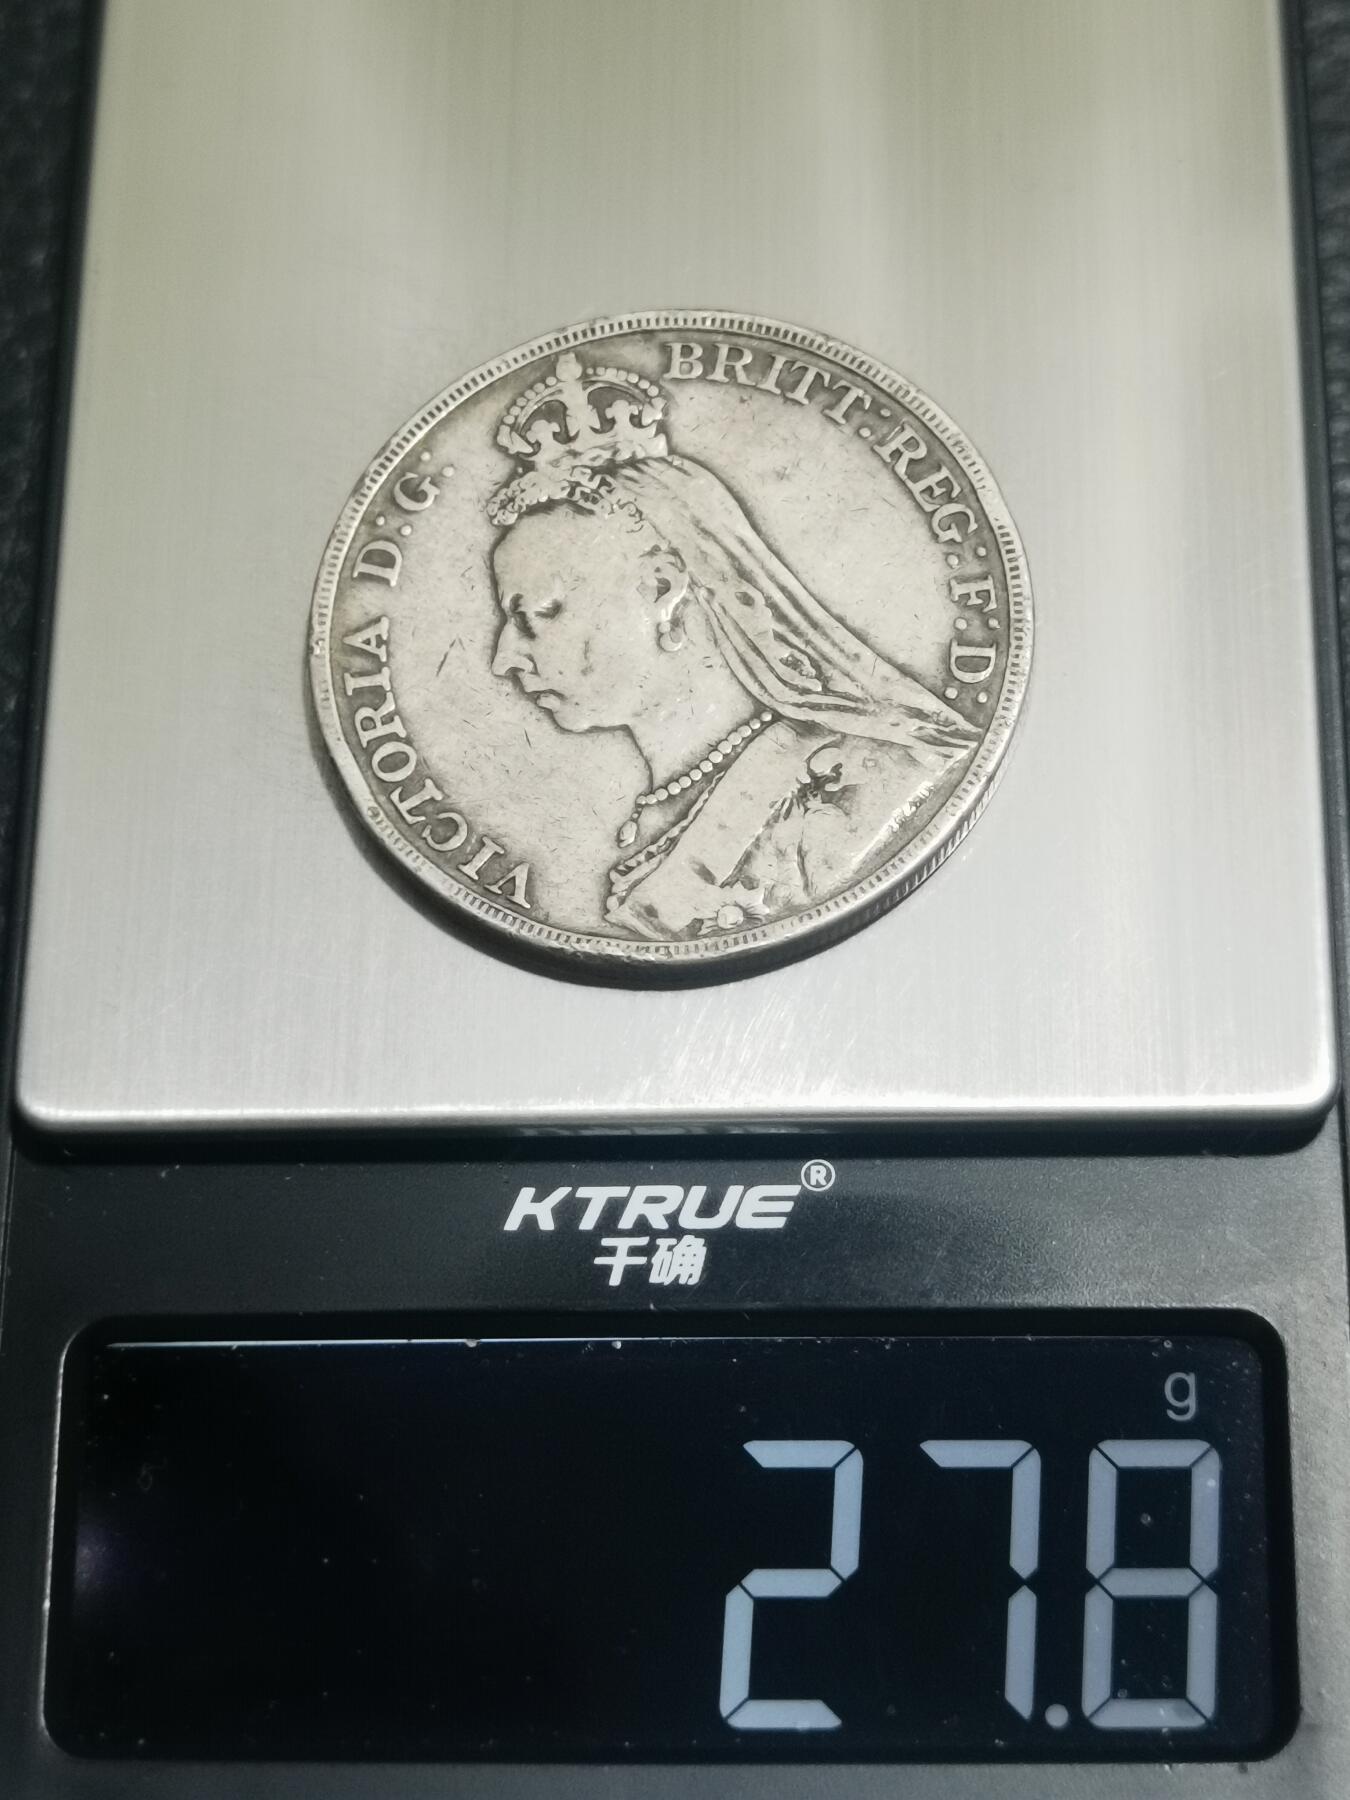 VICTORIA D: G: BRITT: REG: F: D:
KTRUE®
千确
g
27.8